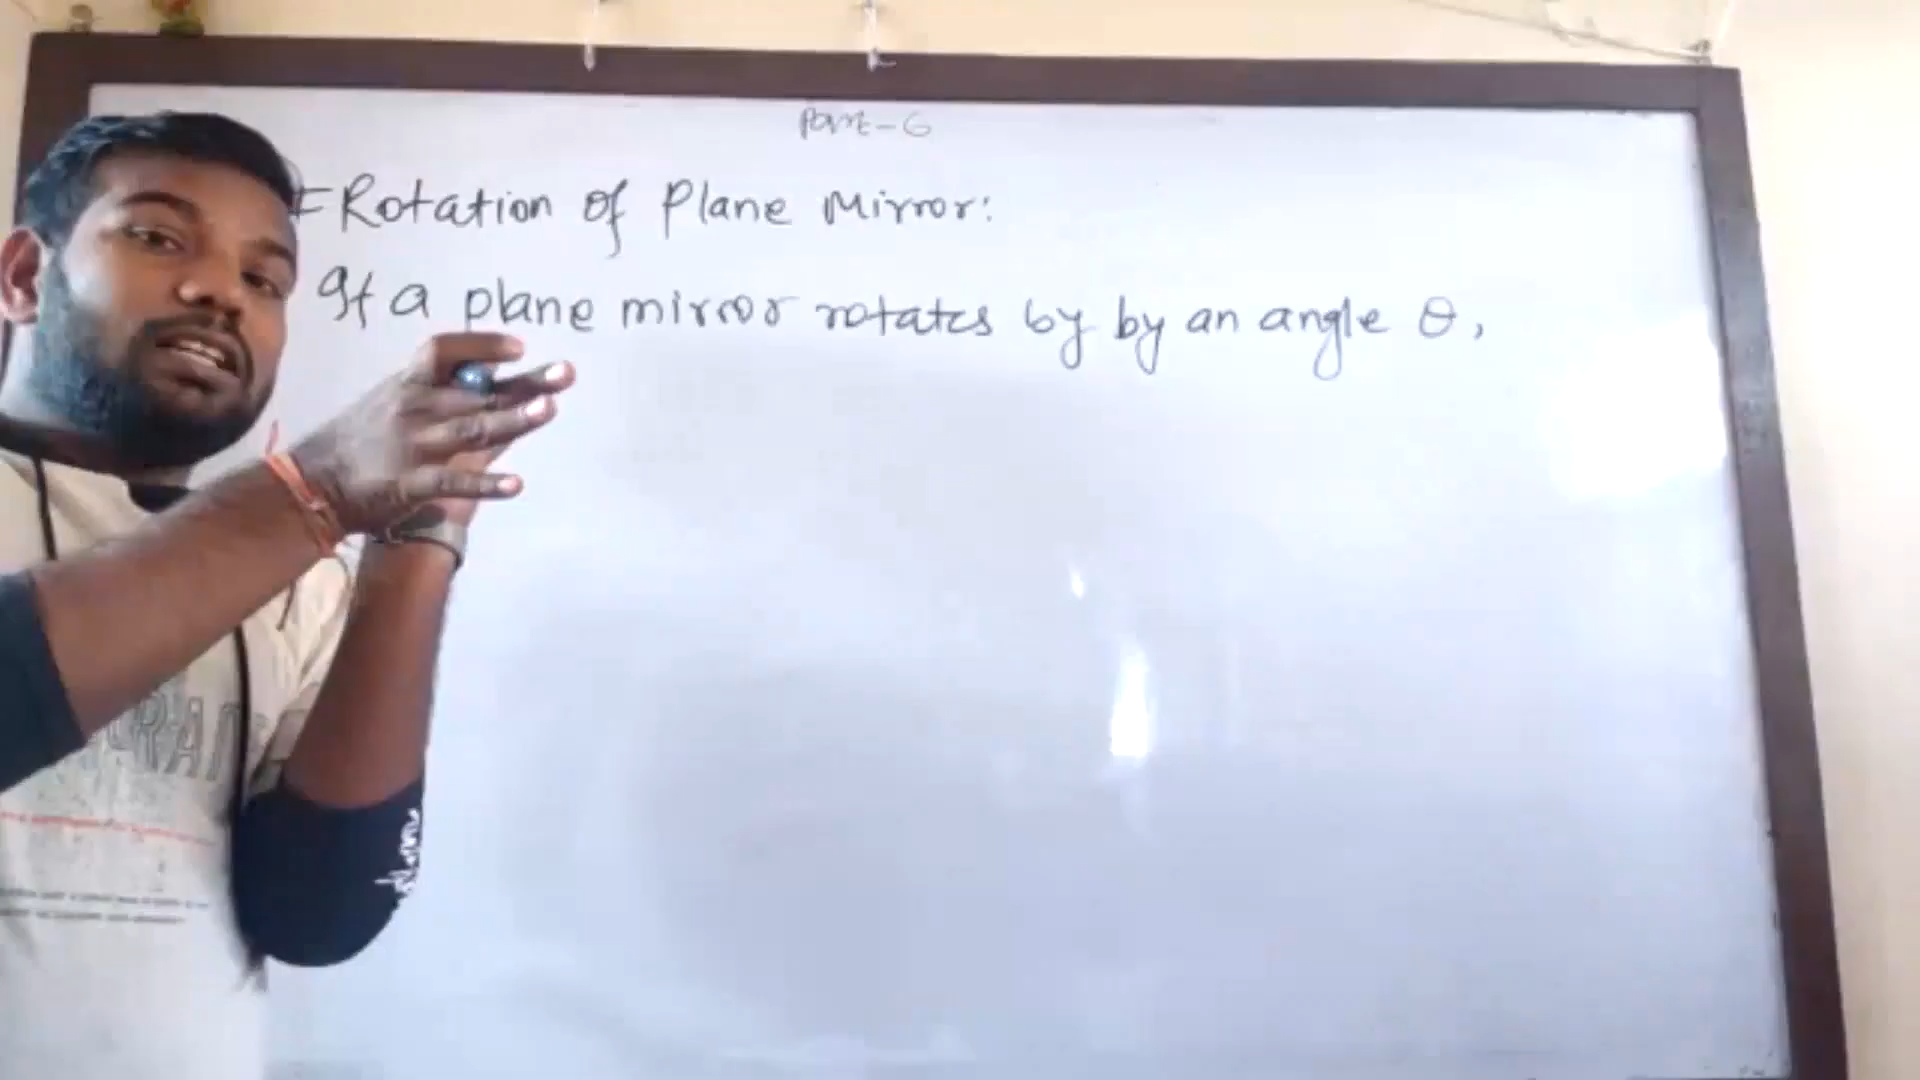 Part-6
Rotation of Plane Mirror:
If a plane mirror rotates by by an angle θ,